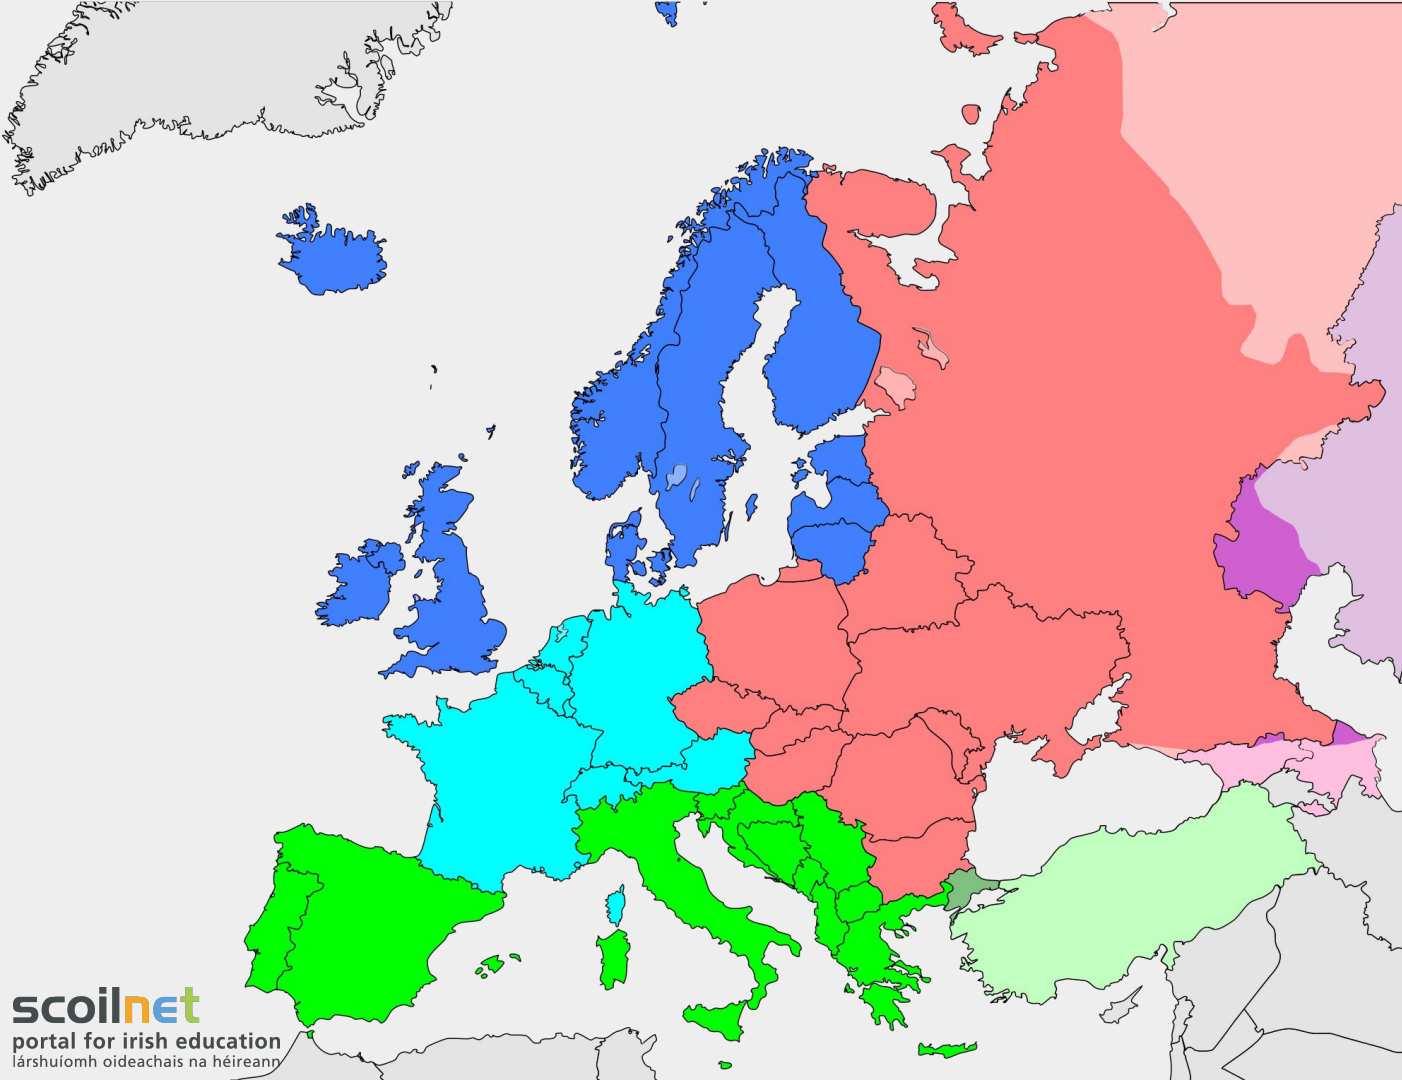 scoilnet
portal for irish education
lárshuíomh oideachais na héireann